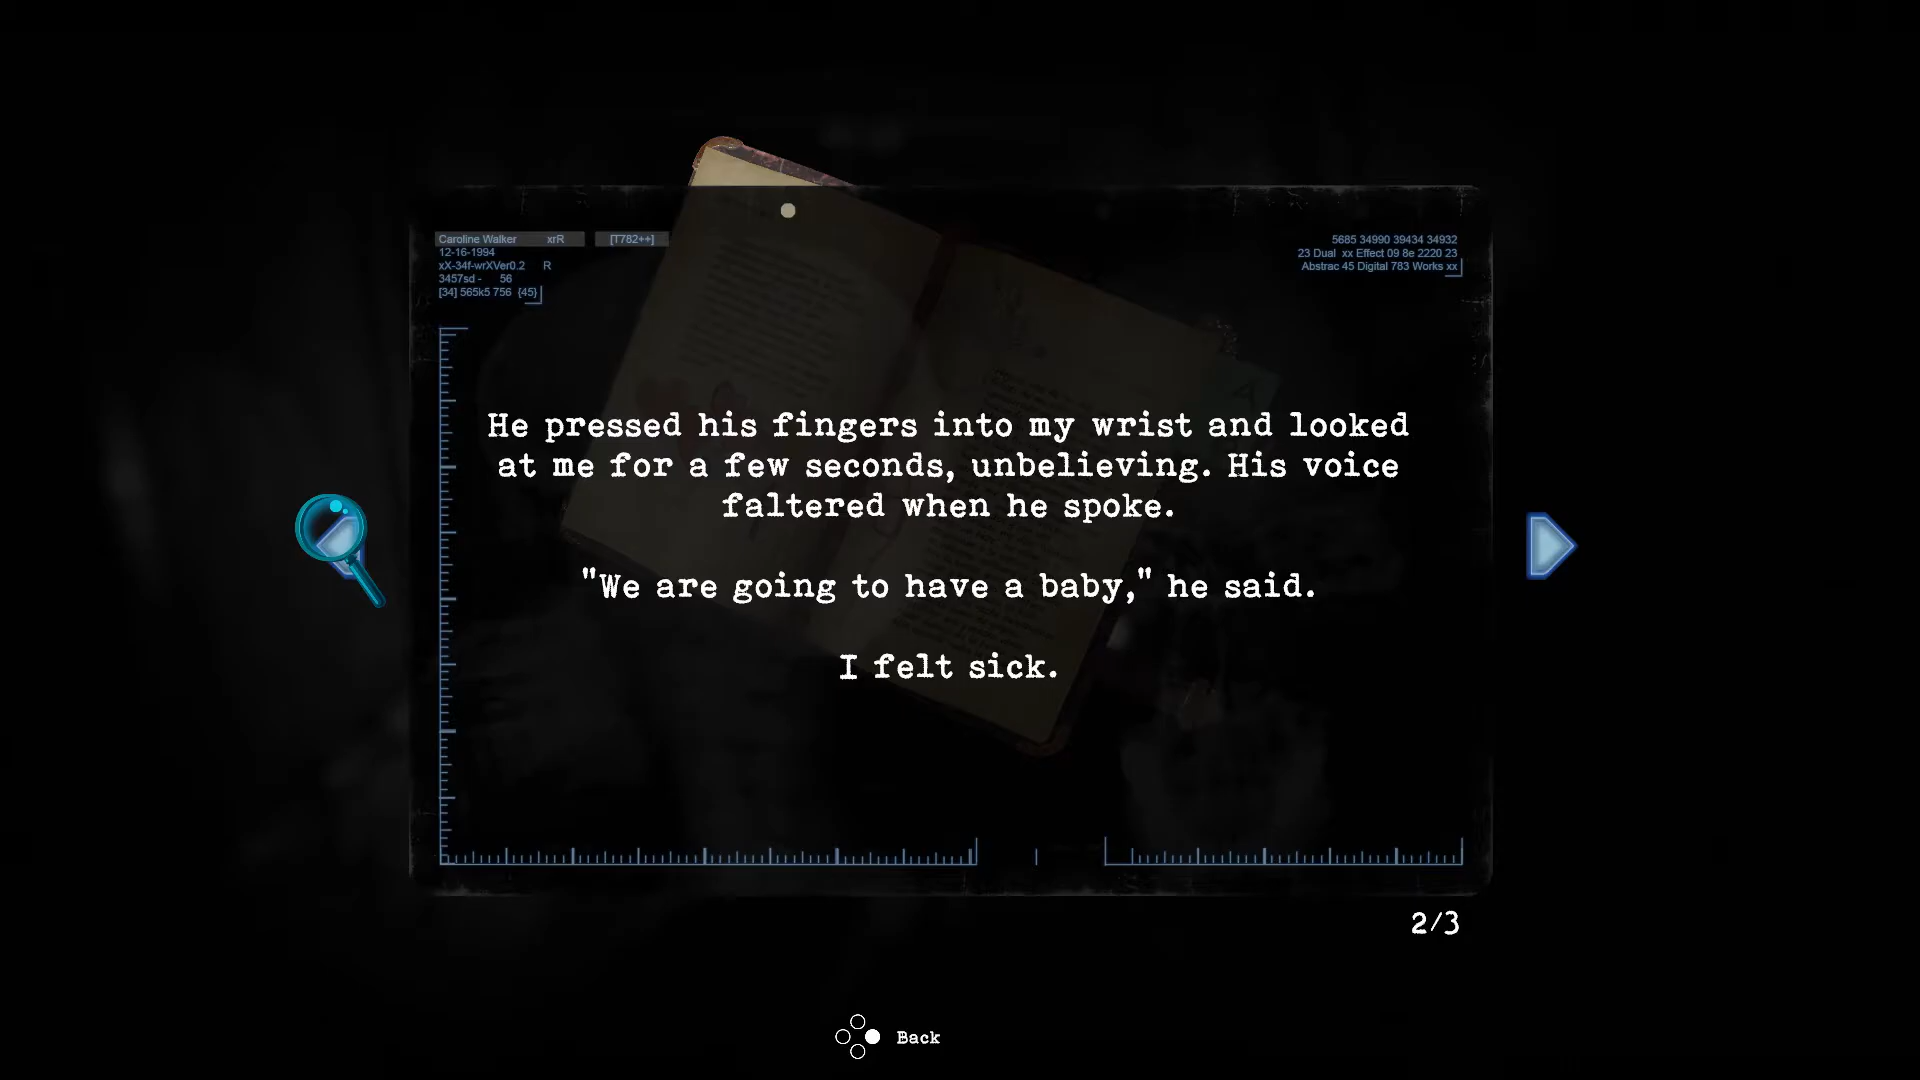 Caroline Walker xrR [T782++]
12-16-1994
xX-34f-wrXVer0.2 R
3457sd - 56
[34] 565k5 756 {45}
5685 34990 39434 34932
23 Dual xx Effect 09 8e 2220 23
Abstrac 45 Digital 783 Works xx
He pressed his fingers into my wrist and looked
at me for a few seconds, unbelieving. His voice
faltered when he spoke.
"We are going to have a baby," he said.
I felt sick.
2/3
Back